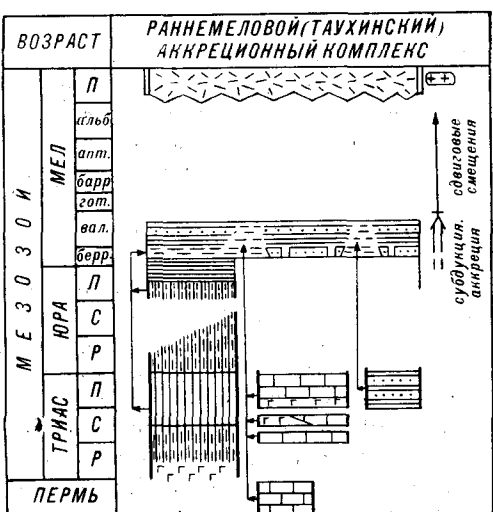 ВОЗРАСТ
РАННЕМЕЛОВОЙ (ТАУХИНСКИЙ)
АККРЕЦИОННЫЙ КОМПЛЕКС
МЕЗОЗОЙ
МЕЛ
П
альб
апт.
барр
гот.
вал.
берр.
ЮРА
П
С
Р
ТРИАС
П
С
Р
ПЕРМЬ
сдвиговые
смещения
субдукция.
аккреция